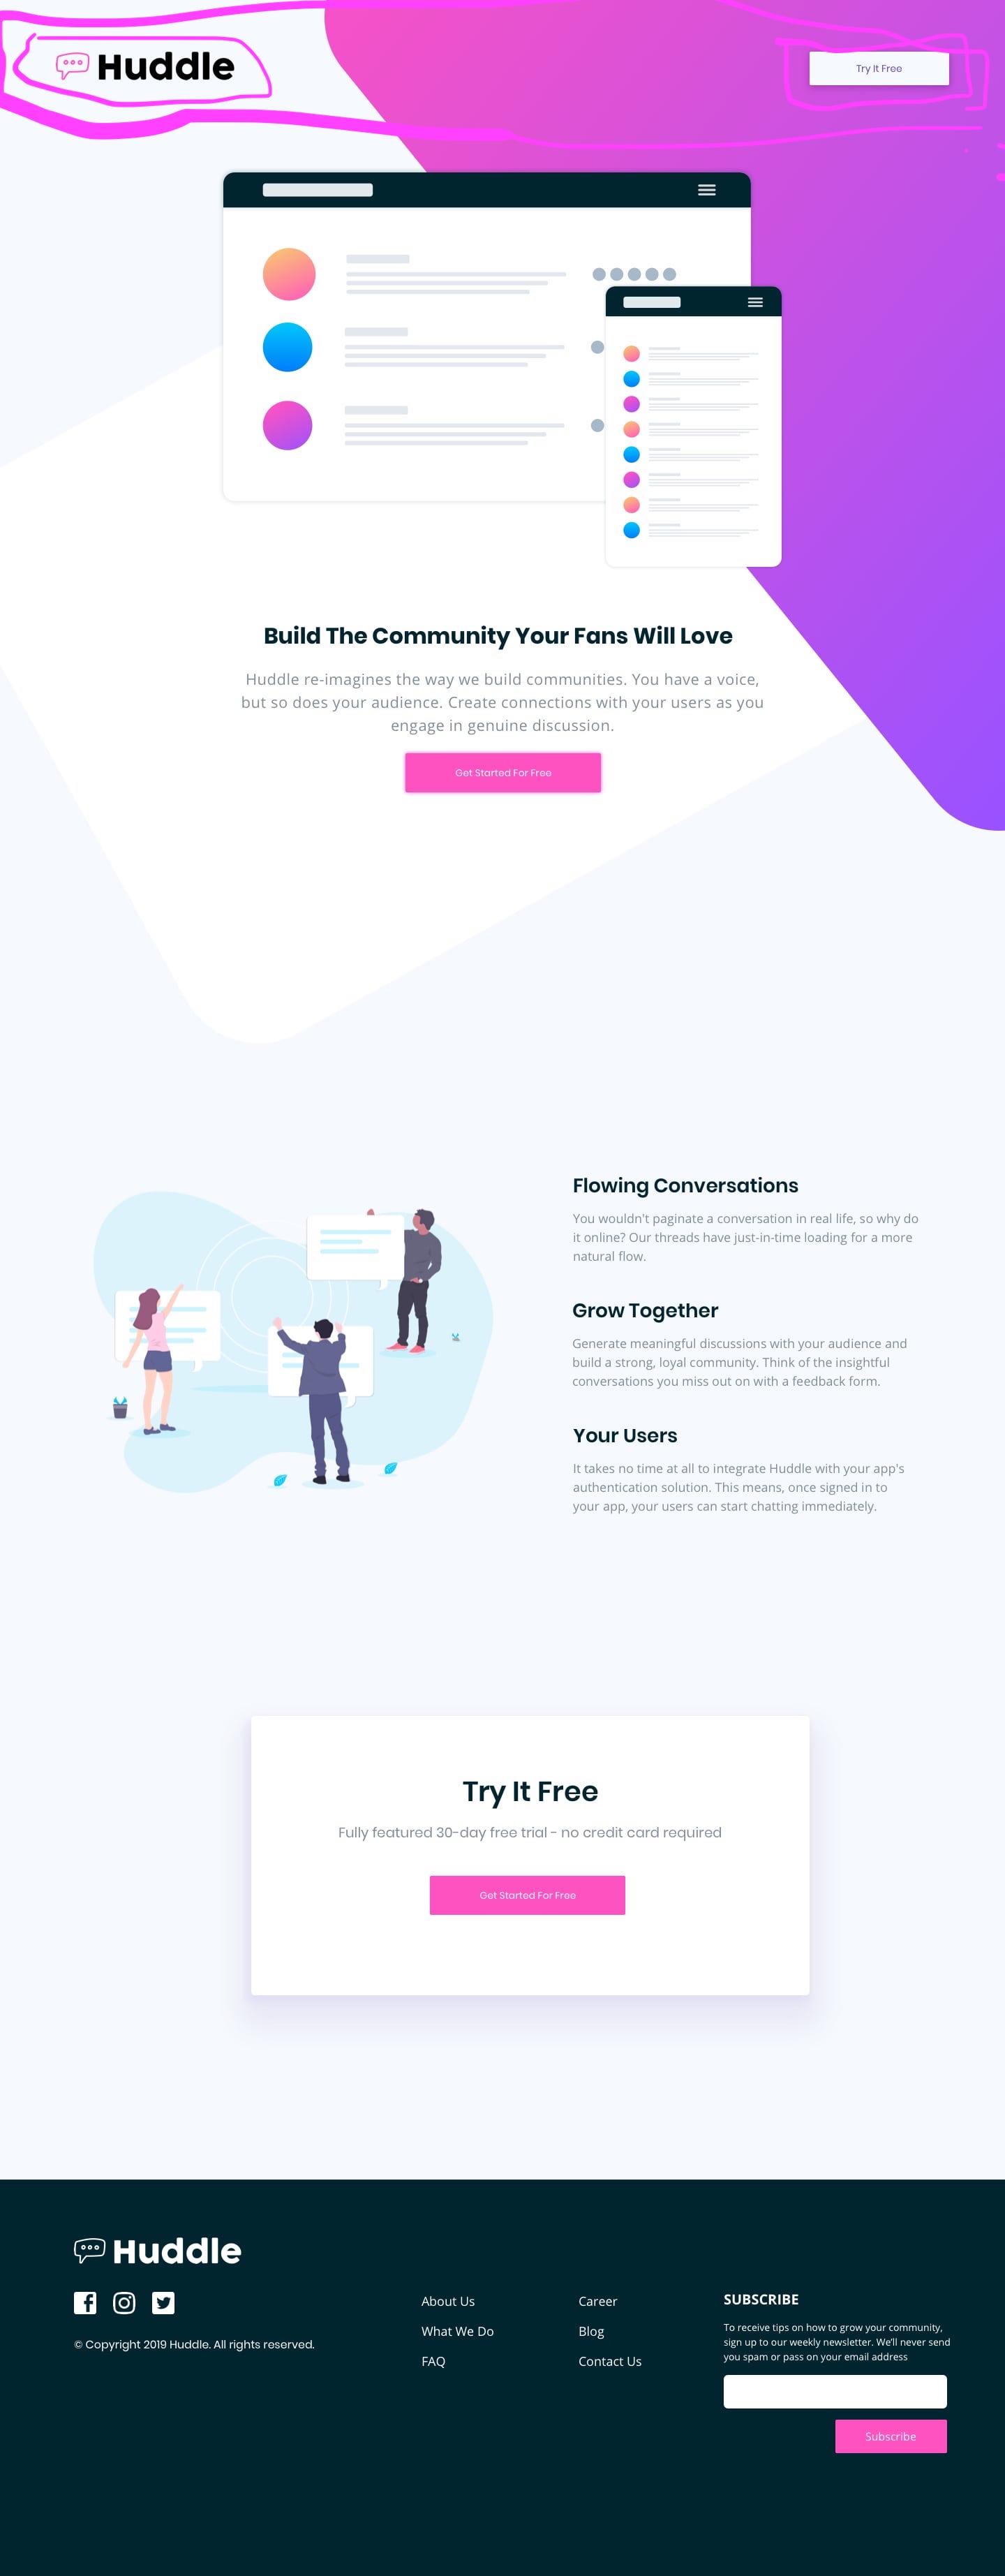 Huddle
Try It Free
Build The Community Your Fans Will Love
Huddle re-imagines the way we build communities. You have a voice,
but so does your audience. Create connections with your users as you
engage in genuine discussion.
Get Started For Free
Flowing Conversations
You wouldn't paginate a conversation in real life, so why do
it online? Our threads have just-in-time loading for a more
natural flow.
Grow Together
Generate meaningful discussions with your audience and
build a strong, loyal community. Think of the insightful
conversations you miss out on with a feedback form.
Your Users
It takes no time at all to integrate Huddle with your app's
authentication solution. This means, once signed in to
your app, your users can start chatting immediately.
Try It Free
Fully featured 30-day free trial - no credit card required
Get Started For Free
Huddle
© Copyright 2019 Huddle. All rights reserved.
About Us
What We Do
FAQ
Career
Blog
Contact Us
SUBSCRIBE
To receive tips on how to grow your community,
sign up to our weekly newsletter. We'll never send
you spam or pass on your email address
Subscribe